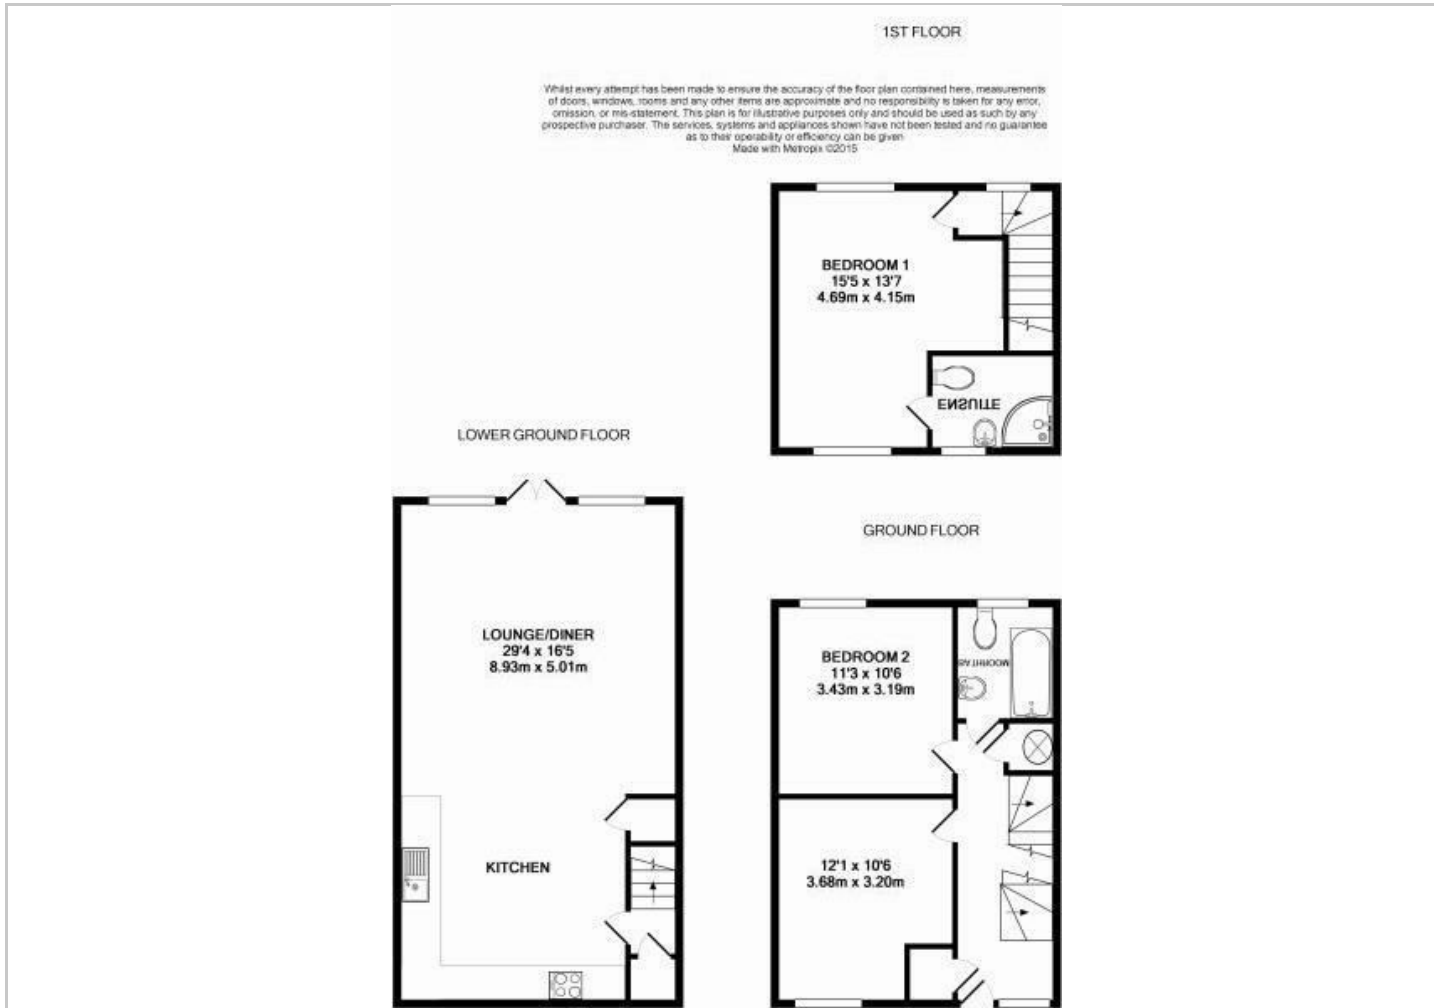 1ST FLOOR
Whilst every attempt has been made to ensure the accuracy of the floor plan contained here, measurements
of doors, windows, rooms and any other items are approximate and no responsibility is taken for any error,
omission, or mis-statement. This plan is for illustrative purposes only and should be used as such by any
prospective purchaser. The services, systems and appliances shown have not been tested and no guarantee
as to their operability or efficiency can be given
Made with Metropix ©2015
BEDROOM 1
15'5 x 13'7
4.69m x 4.15m
ENSUITE
LOWER GROUND FLOOR
LOUNGE/DINER
29'4 x 16'5
8.93m x 5.01m
KITCHEN
GROUND FLOOR
BEDROOM 2
11'3 x 10'6
3.43m x 3.19m
BATHROOM
12'1 x 10'6
3.68m x 3.20m